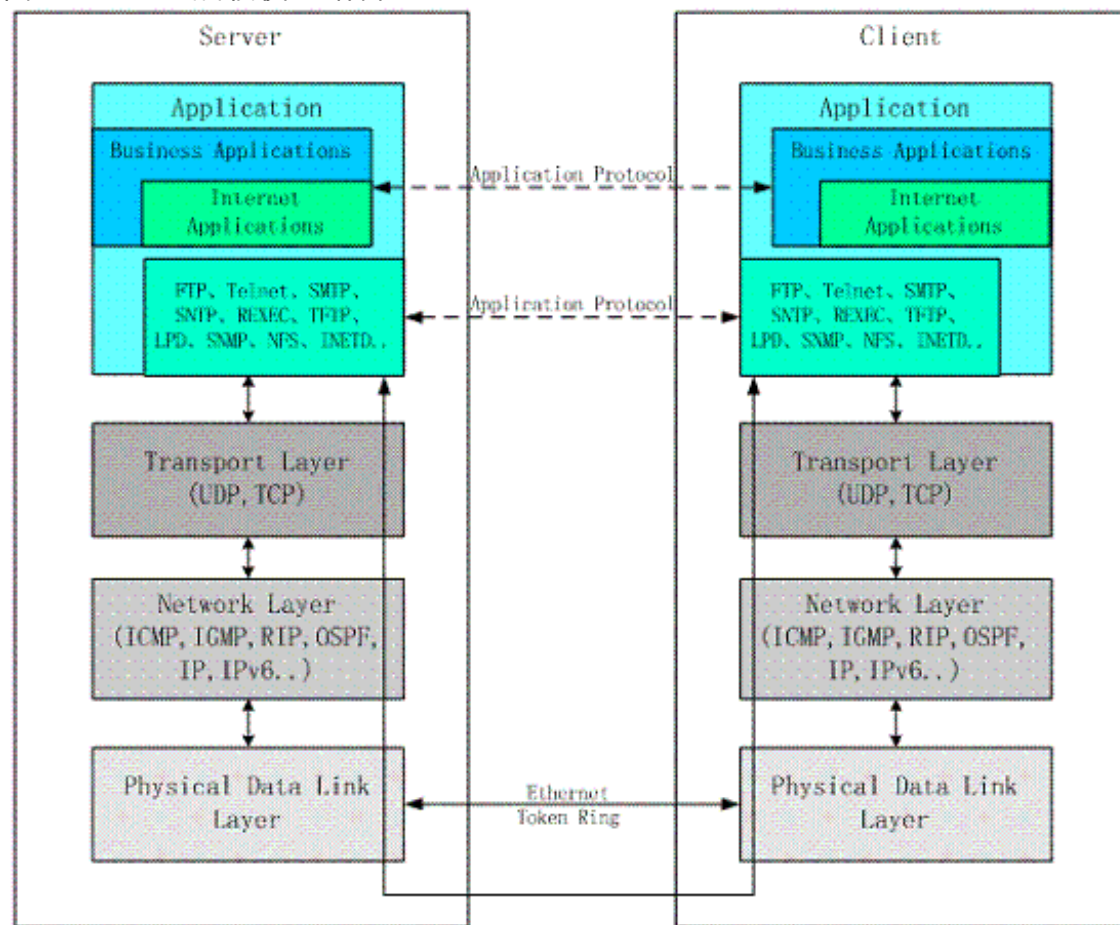 Server
Application
Business Applications
Internet
Applications
FTP、Telnet、SMTP、
SNTP、REXEC、TFTP、
LPD、SNMP、NFS、INETD..
Transport Layer
(UDP,TCP)
Network Layer
(ICMP,IGMP,RIP,OSPF,
IP,IPv6..)
Physical Data Link
Layer
Application Protocol
Application Protocol
Ethernet
Token Ring
Client
Application
Business Applications
Internet
Applications
FTP、Telnet、SMTP、
SNTP、REXEC、TFTP、
LPD、SNMP、NFS、INETD..
Transport Layer
(UDP,TCP)
Network Layer
(ICMP,IGMP,RIP,OSPF,
IP,IPv6..)
Physical Data Link
Layer